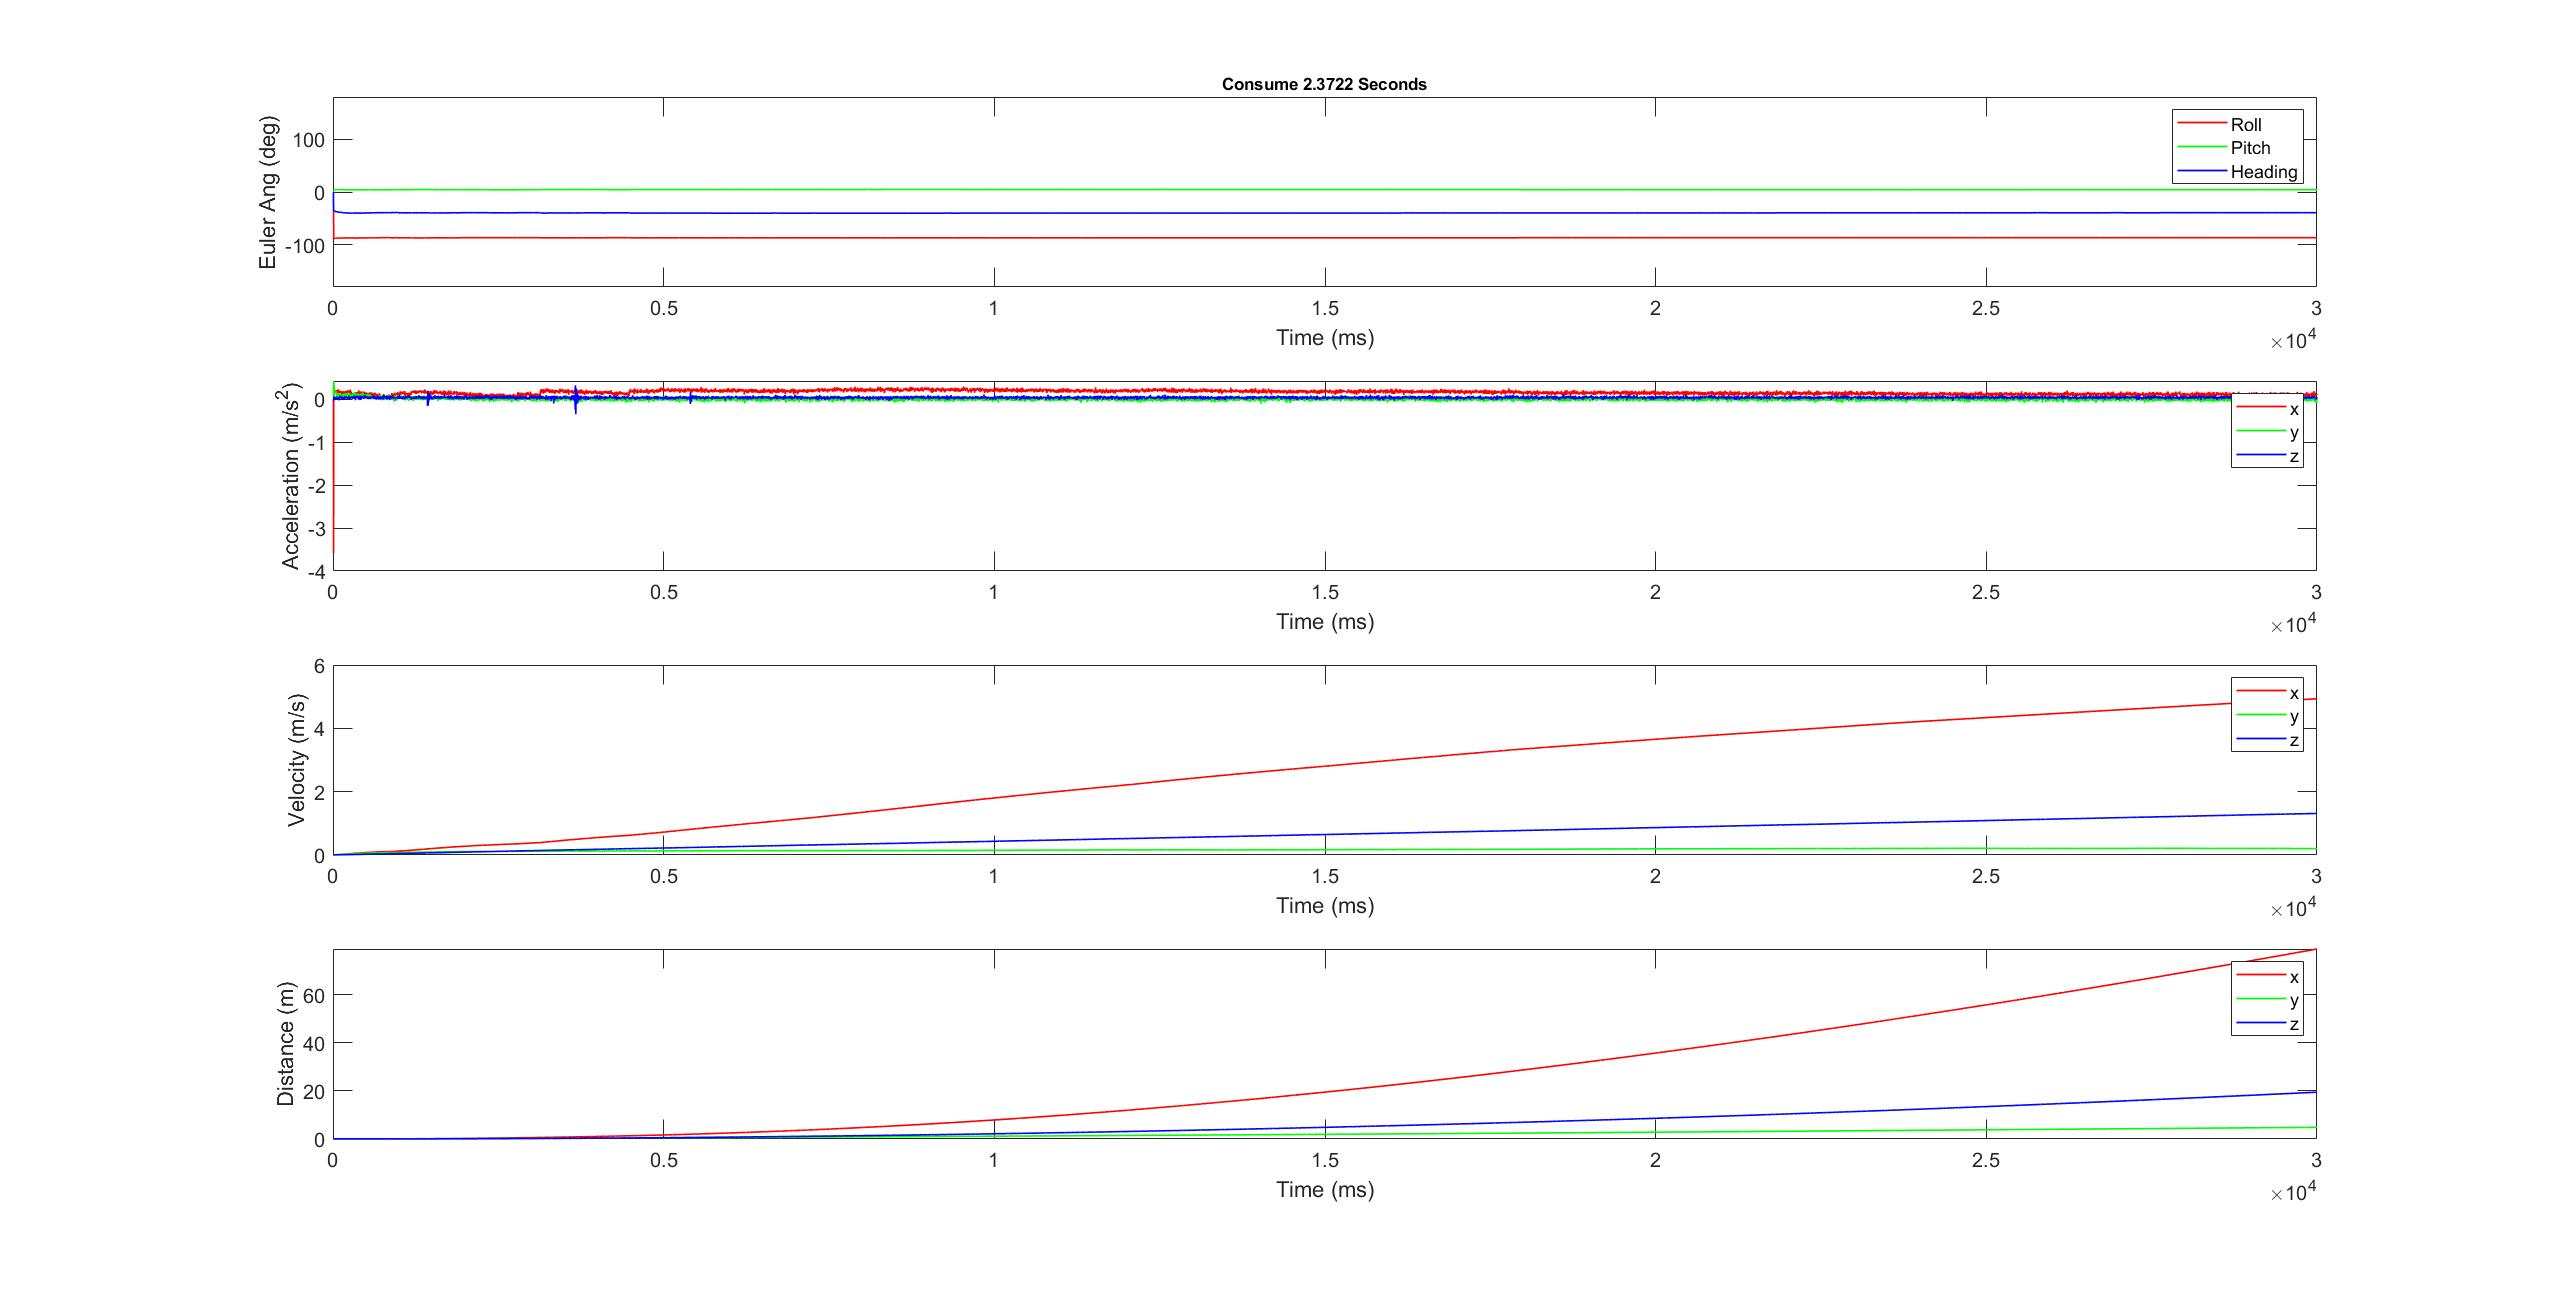 Consume 2.3722 Seconds
Euler Ang (deg)
100
0
-100
Roll
Pitch
Heading
0 0.5 1 1.5 2 2.5 3
Time (ms)
×10^4
Acceleration (m/s^2)
0
-1
-2
-3
-4
x
y
z
0 0.5 1 1.5 2 2.5 3
Time (ms)
×10^4
Velocity (m/s)
6
4
2
0
x
y
z
0 0.5 1 1.5 2 2.5 3
Time (ms)
×10^4
Distance (m)
60
40
20
0
x
y
z
0 0.5 1 1.5 2 2.5 3
Time (ms)
×10^4